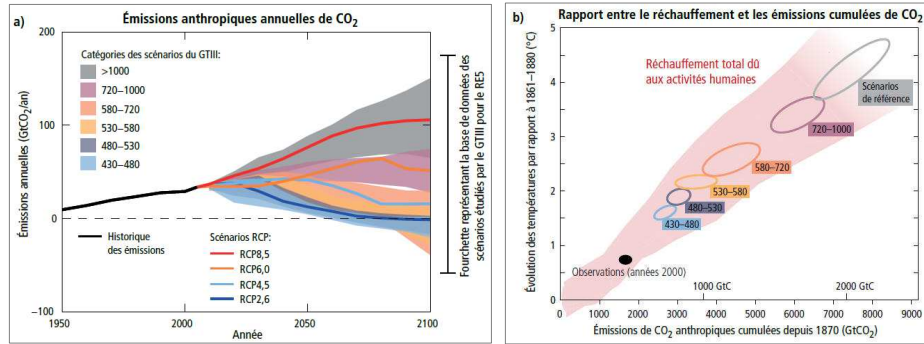 a)
Émissions anthropiques annuelles de CO₂
200
100
0
−100
Émissions annuelles (GtCO₂/an)
Catégories des scénarios du GTIII:
>1000
720–1000
580–720
530–580
480–530
430–480
Historique
des émissions
Scénarios RCP:
RCP8,5
RCP6,0
RCP4,5
RCP2,6
1950
2000
2050
2100
Année
Fourchette représentant la base de données des
scénarios étudiés par le GTIII pour le RE5
b)
Rapport entre le réchauffement et les émissions cumulées de CO₂
5
4
3
2
1
0
Évolution des températures par rapport à 1861–1880 (°C)
Réchauffement total dû
aux activités humaines
Scénarios
de référence
720–1000
580–720
530–580
480–530
430–480
Observations (années 2000)
1000 GtC
2000 GtC
0
1000
2000
3000
4000
5000
6000
7000
8000
9000
Émissions de CO₂ anthropiques cumulées depuis 1870 (GtCO₂)